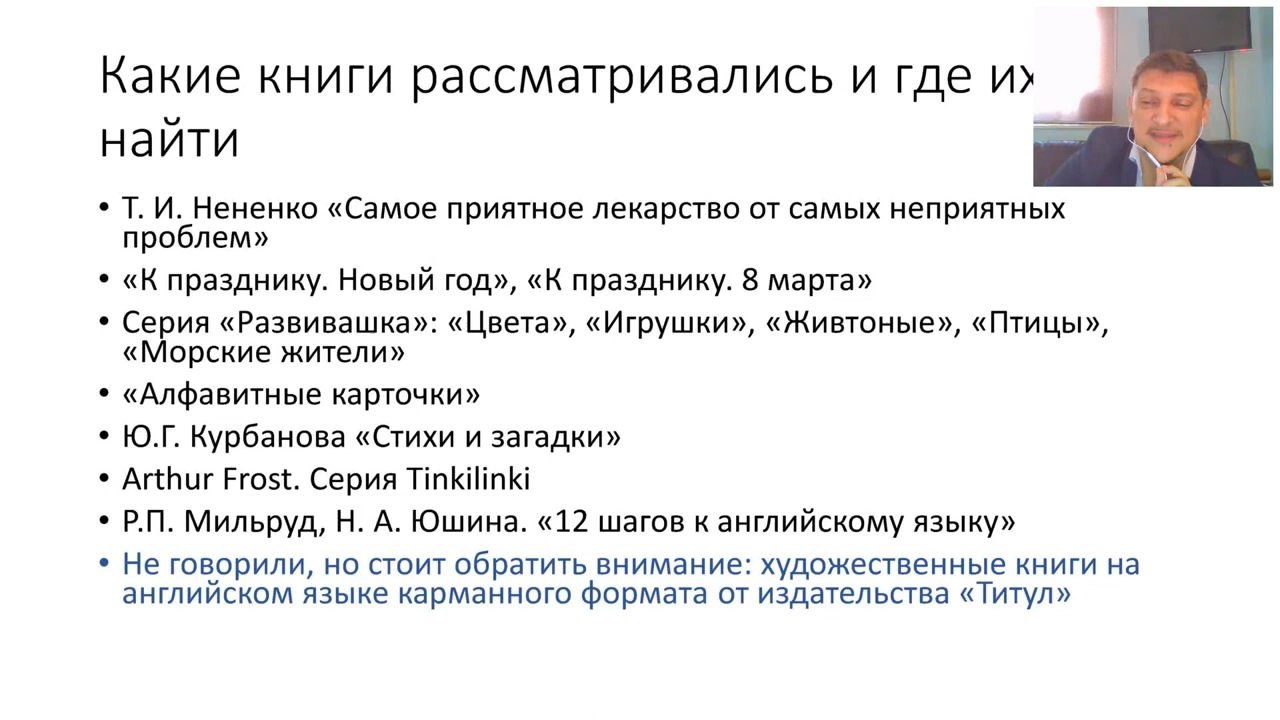 Какие книги рассматривались и где их
найти
• Т. И. Нененко «Самое приятное лекарство от самых неприятных
проблем»
• «К празднику. Новый год», «К празднику. 8 марта»
• Серия «Развивашка»: «Цвета», «Игрушки», «Живтоные», «Птицы»,
«Морские жители»
• «Алфавитные карточки»
• Ю.Г. Курбанова «Стихи и загадки»
• Arthur Frost. Серия Tinkilinki
• Р.П. Мильруд, Н. А. Юшина. «12 шагов к английскому языку»
• Не говорили, но стоит обратить внимание: художественные книги на
английском языке карманного формата от издательства «Титул»